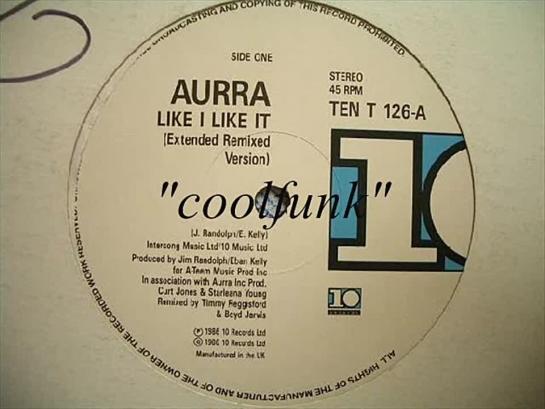 SIDE ONE
AURRA
LIKE I LIKE IT
(Extended Remixed
Version)
STEREO
45 RPM
TEN T 126-A
10
"coolfunk"
(J. Randolph/E. Kelly)
Intersong Music Ltd/10 Music Ltd
Produced by Jim Randolph/Eban Kelly
for A-Team Music Prod Inc
In association with Aurra Inc Prod.
Curt Jones & Starleana Young
Remixed by Timmy Reggisford
& Boyd Jarvis
℗ 1986 10 Records Ltd
© 1986 10 Records Ltd
Manufactured in the UK
10
RECORDS
ALL RIGHTS OF THE MANUFACTURER AND OF THE OWNER OF THE RECORDED WORK RESERVED.
BROADCASTING AND COPYING OF THIS RECORD PROHIBITED.